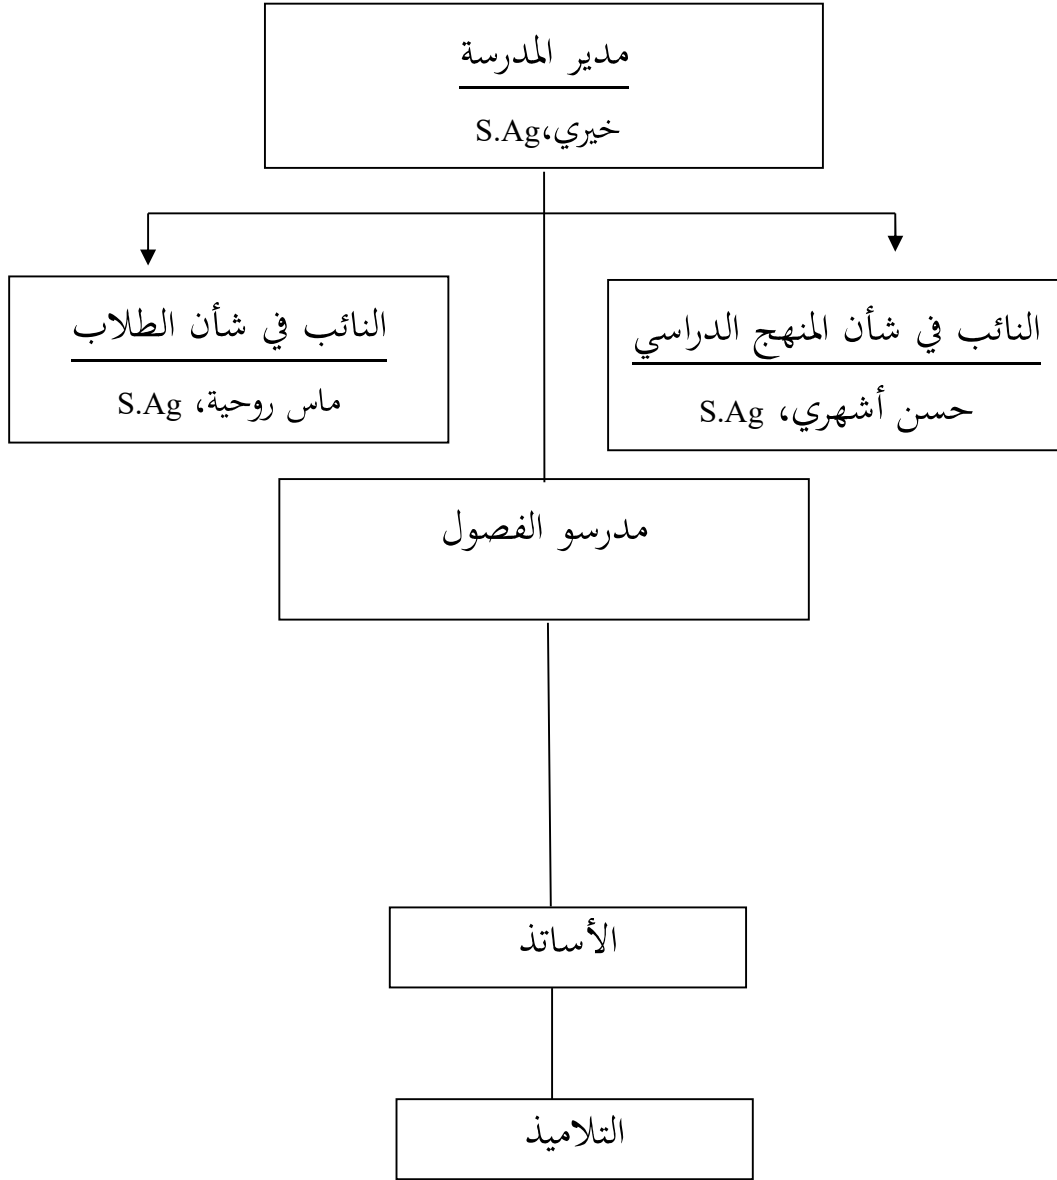 مدير المدرسة
خيري،S.Ag
النائب في شأن المنهج الدراسي
حسن أشهري، S.Ag
النائب في شأن الطلاب
ماس روحية، S.Ag
مدرسو الفصول
الأساتذ
التلاميذ